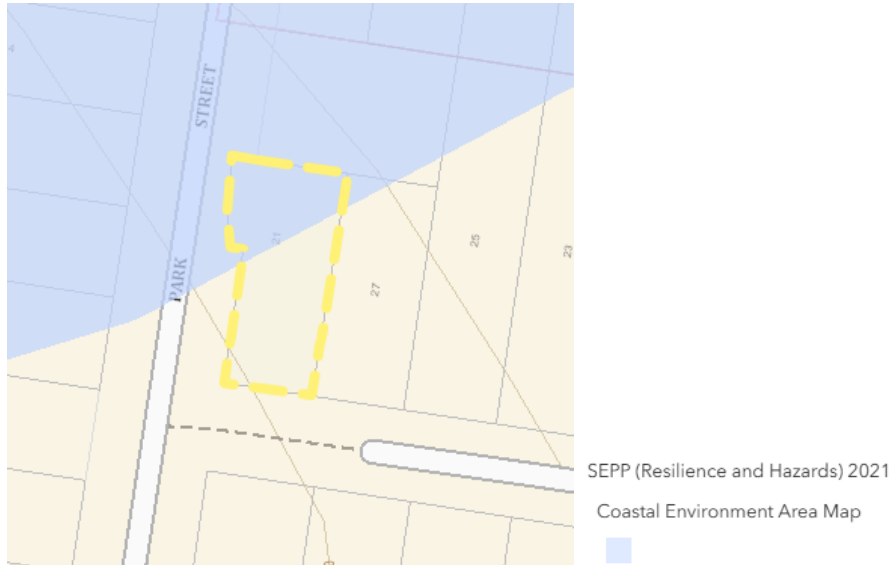 STREET
PARK
21
25
23
27
SEPP (Resilience and Hazards) 2021
Coastal Environment Area Map